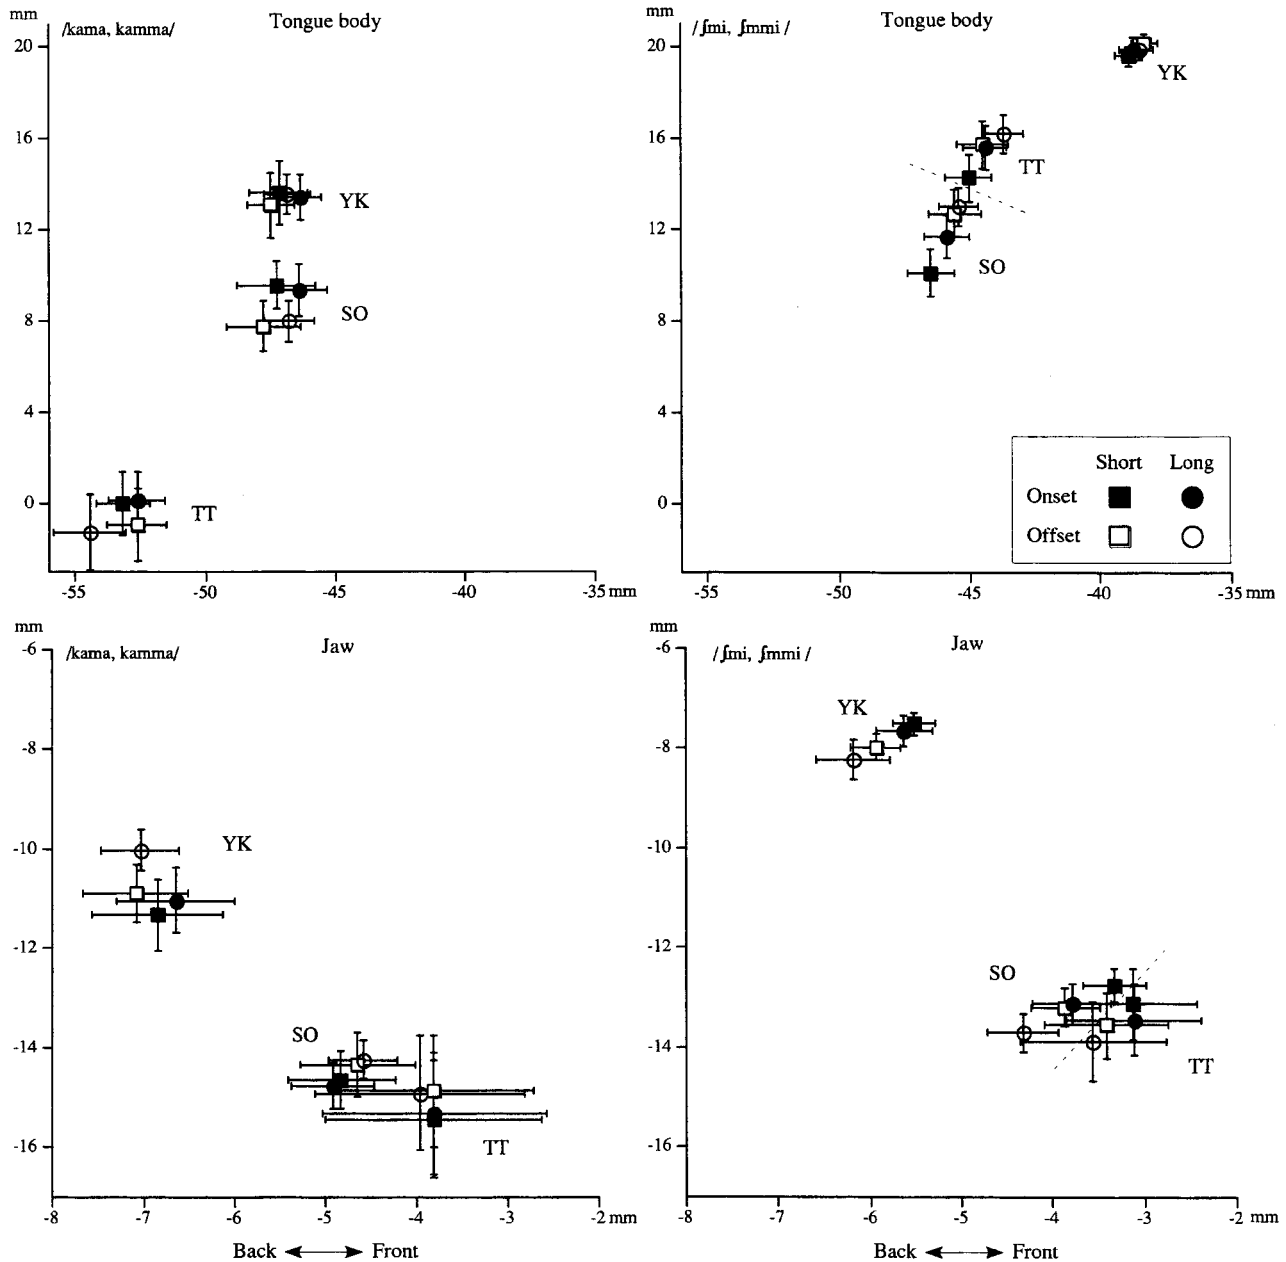 mm
/kama, kamma/
Tongue body
20
16
12
8
4
0
YK
SO
TT
-55
-50
-45
-40
-35 mm
mm
/ʃmi, ʃmmi /
Tongue body
20
16
12
8
4
0
YK
TT
SO
Short Long
Onset
Offset
-55
-50
-45
-40
-35 mm
mm
/kama, kamma/
Jaw
-6
-8
-10
-12
-14
-16
YK
SO
TT
-8
-7
-6
-5
-4
-3
-2 mm
Back Front
mm
/ʃmi, ʃmmi /
Jaw
-6
-8
-10
-12
-14
-16
YK
SO
TT
-8
-7
-6
-5
-4
-3
-2 mm
Back Front